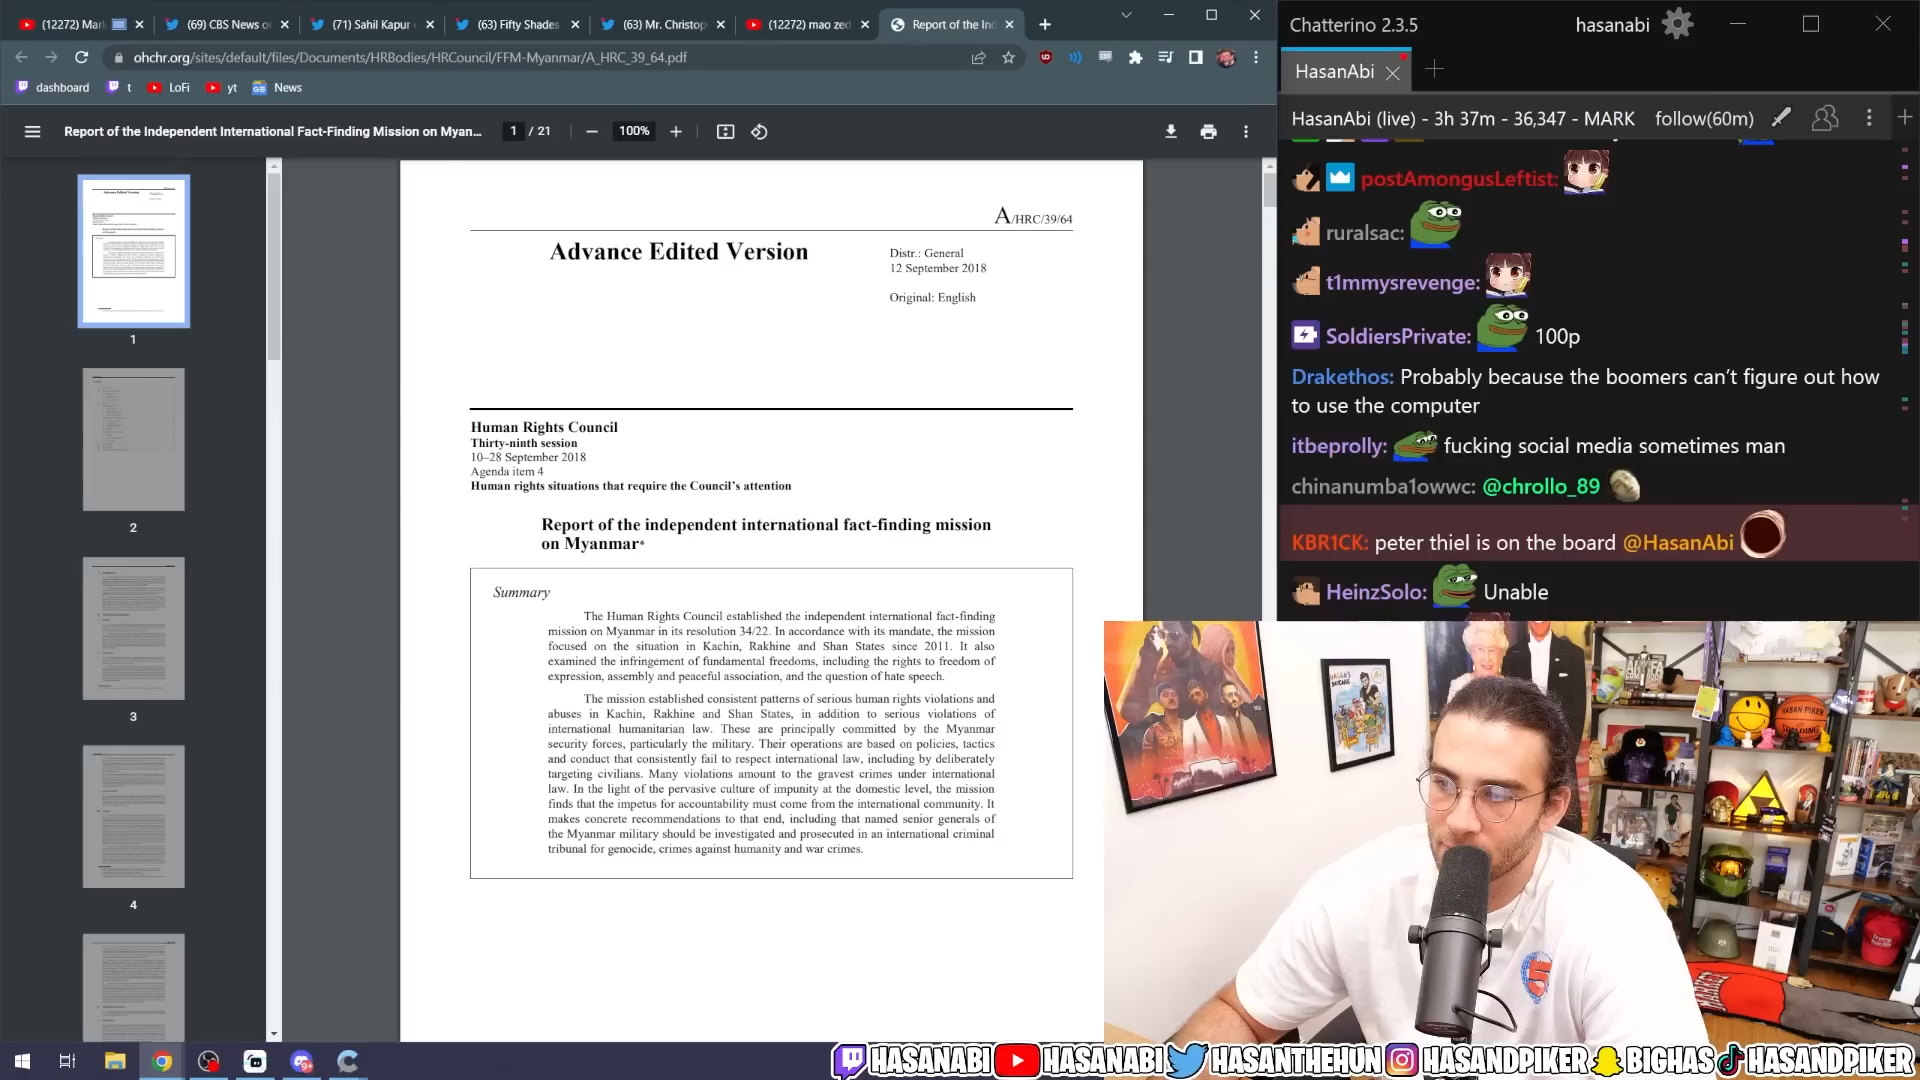 (12272) Mar
(69) CBS News o
(71) Sahil Kapur
(63) Fifty Shades
(63) Mr. Christop
(12272) mao zed
Report of the Ind
ohchr.org/sites/default/files/Documents/HRBodies/HRCouncil/FFM-Myanmar/A_HRC_39_64.pdf
dashboard
t
LoFi
yt
News
Report of the Independent International Fact-Finding Mission on Myan...
1 / 21
100%
1
2
3
4
A/HRC/39/64
Advance Edited Version
Distr.: General
12 September 2018
Original: English
Human Rights Council
Thirty-ninth session
10–28 September 2018
Agenda item 4
Human rights situations that require the Council's attention
Report of the independent international fact-finding mission
on Myanmar*
Summary
The Human Rights Council established the independent international fact-finding
mission on Myanmar in its resolution 34/22. In accordance with its mandate, the mission
focused on the situation in Kachin, Rakhine and Shan States since 2011. It also
examined the infringement of fundamental freedoms, including the rights to freedom of
expression, assembly and peaceful association, and the question of hate speech.
The mission established consistent patterns of serious human rights violations and
abuses in Kachin, Rakhine and Shan States, in addition to serious violations of
international humanitarian law. These are principally committed by the Myanmar
security forces, particularly the military. Their operations are based on policies, tactics
and conduct that consistently fail to respect international law, including by deliberately
targeting civilians. Many violations amount to the gravest crimes under international
law. In the light of the pervasive culture of impunity at the domestic level, the mission
finds that the impetus for accountability must come from the international community. It
makes concrete recommendations to that end, including that named senior generals of
the Myanmar military should be investigated and prosecuted in an international criminal
tribunal for genocide, crimes against humanity and war crimes.
Chatterino 2.3.5
hasanabi
HasanAbi
HasanAbi (live) - 3h 37m - 36,347 - MARK
follow(60m)
postAmongusLeftist:
ruralsac:
t1mmysrevenge:
SoldiersPrivate: 100p
Drakethos: Probably because the boomers can't figure out how
to use the computer
itbeprolly: fucking social media sometimes man
chinanumba1owwc: @chrollo_89
KBR1CK: peter thiel is on the board @HasanAbi
HeinzSolo: Unable
HASAN PIKER
SPALDING
HASANABI
HASANABI
HASANTHEHUN
HASANDPIKER
BIGHAS
HASANDPIKER